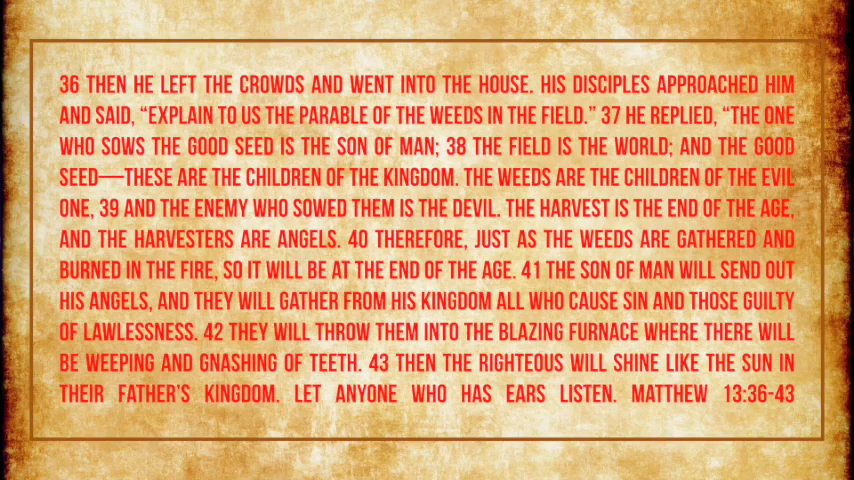 36 THEN HE LEFT THE CROWDS AND WENT INTO THE HOUSE. HIS DISCIPLES APPROACHED HIM
AND SAID, “EXPLAIN TO US THE PARABLE OF THE WEEDS IN THE FIELD.” 37 HE REPLIED, “THE ONE
WHO SOWS THE GOOD SEED IS THE SON OF MAN; 38 THE FIELD IS THE WORLD; AND THE GOOD
SEED—THESE ARE THE CHILDREN OF THE KINGDOM. THE WEEDS ARE THE CHILDREN OF THE EVIL
ONE, 39 AND THE ENEMY WHO SOWED THEM IS THE DEVIL. THE HARVEST IS THE END OF THE AGE,
AND THE HARVESTERS ARE ANGELS. 40 THEREFORE, JUST AS THE WEEDS ARE GATHERED AND
BURNED IN THE FIRE, SO IT WILL BE AT THE END OF THE AGE. 41 THE SON OF MAN WILL SEND OUT
HIS ANGELS, AND THEY WILL GATHER FROM HIS KINGDOM ALL WHO CAUSE SIN AND THOSE GUILTY
OF LAWLESSNESS. 42 THEY WILL THROW THEM INTO THE BLAZING FURNACE WHERE THERE WILL
BE WEEPING AND GNASHING OF TEETH. 43 THEN THE RIGHTEOUS WILL SHINE LIKE THE SUN IN
THEIR FATHER’S KINGDOM. LET ANYONE WHO HAS EARS LISTEN. MATTHEW 13:36-43